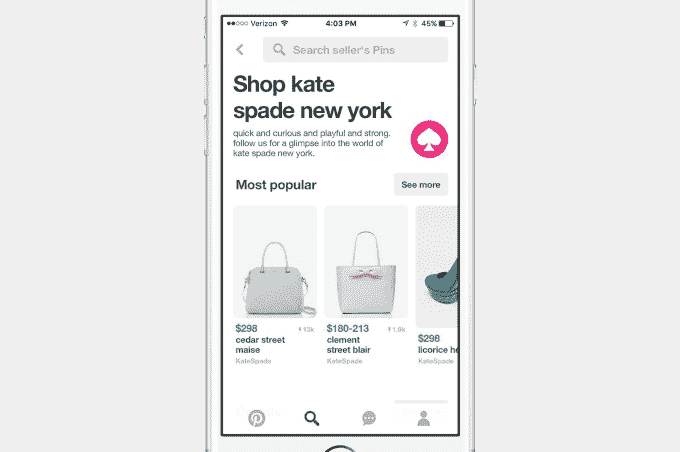 Verizon 4:03 PM 45%
Search seller's Pins
Shop kate
spade new york
quick and curious and playful and strong.
follow us for a glimpse into the world of
kate spade new york.
Most popular See more
$298 13k $180-213 1.9k $298
cedar street clement licorice he
maise street blair
KateSpade KateSpade KateSpade